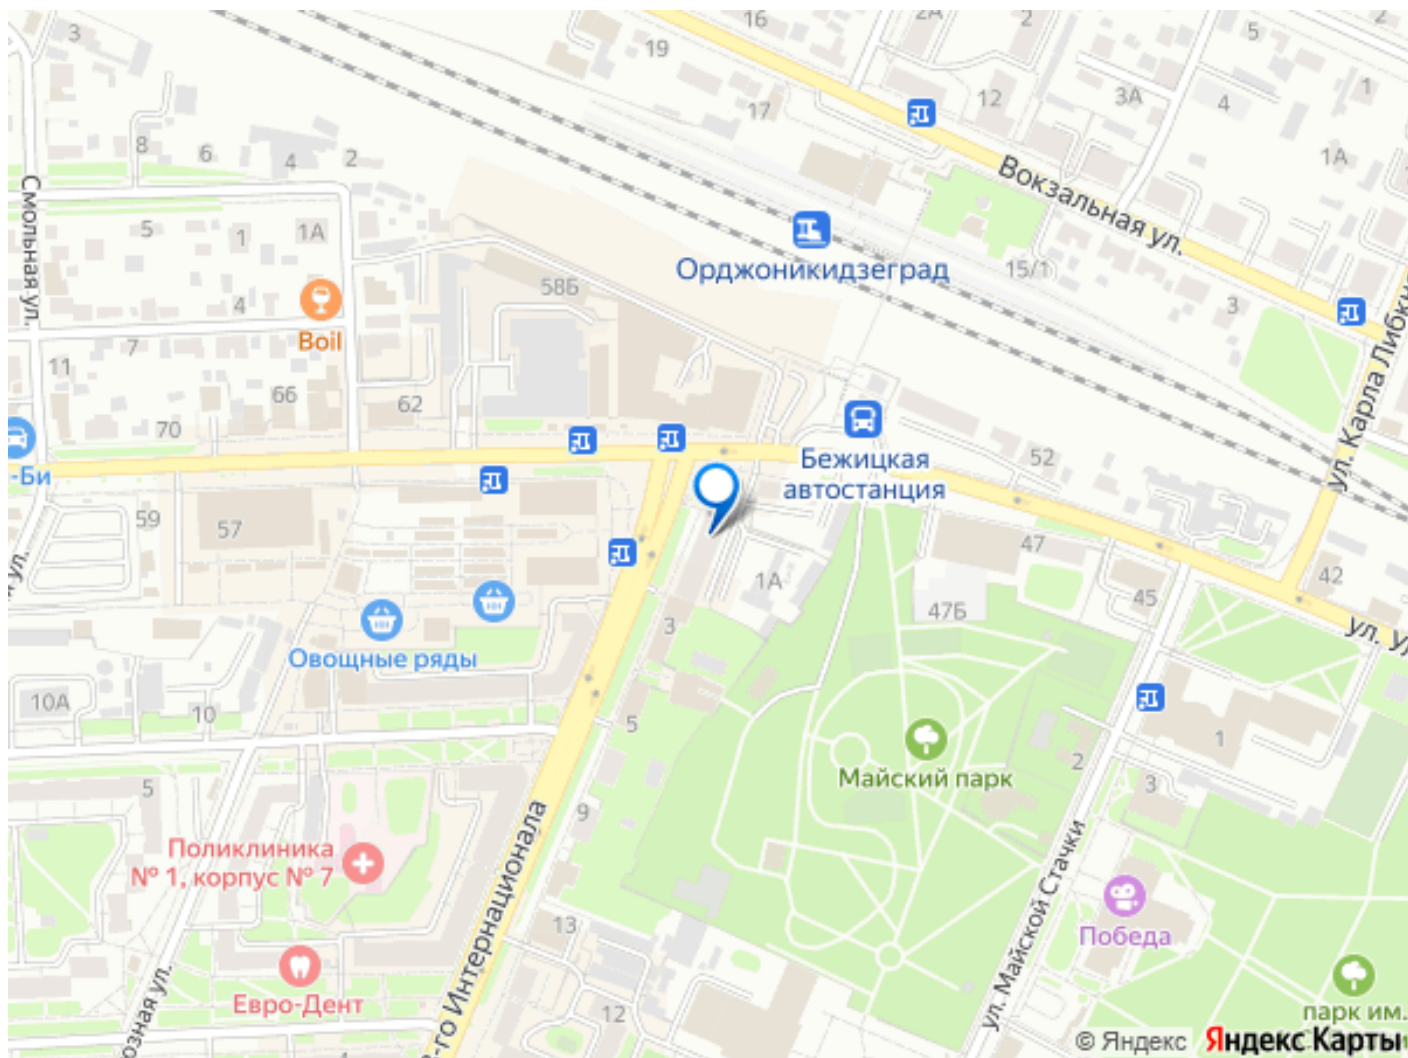 3
16
2А
2
2
19
5
12
3А
4
1
17
8
6
4
2
1А
Вокзальная ул.
Смольная ул.
5
1
1А
4
Орджоникидзеград
15/1
3
58Б
Boil
7
11
66
62
70
ул. Карла Либкн
-Би
Бежицкая
автостанция
52
59
57
47
42
1А
45
47Б
3
ул. У
Овощные ряды
10А
10
5
1
2
3
Майский парк
5
9
Поликлиника
№ 1, корпус № 7
-го Интернационала
ул. Майской Стачки
Победа
13
Евро-Дент
озная ул.
12
парк им.
© Яндекс
Яндекс Карты